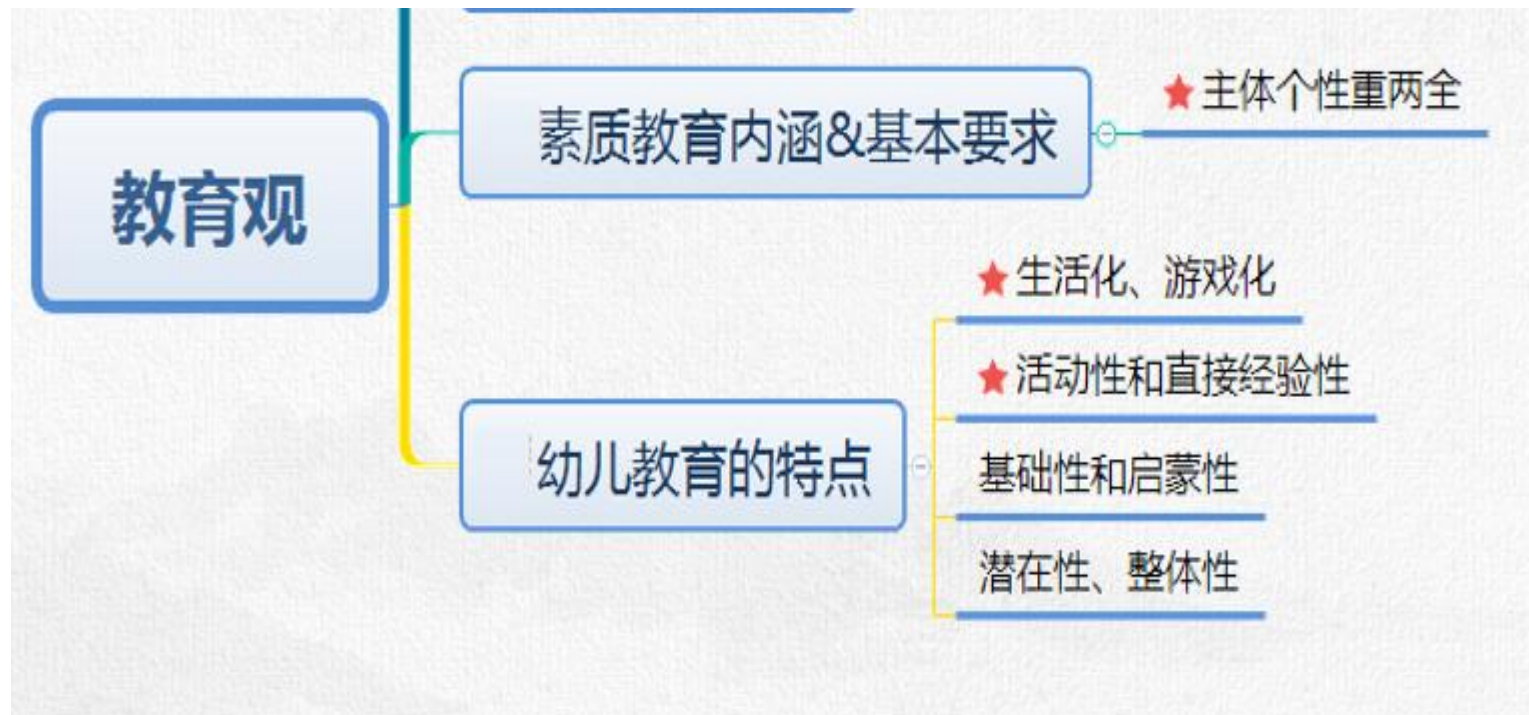 教育观
素质教育内涵&基本要求
主体个性重两全
幼儿教育的特点
生活化、游戏化
活动性和直接经验性
基础性和启蒙性
潜在性、整体性